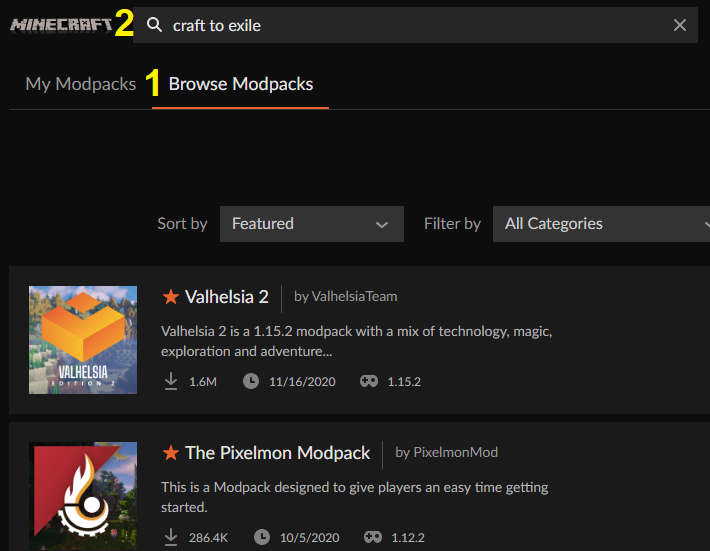 MINECRAFT 2 craft to exile
My Modpacks 1 Browse Modpacks
Sort by Featured Filter by All Categories
Valhelsia 2 by ValhelsiaTeam
Valhelsia 2 is a 1.15.2 modpack with a mix of technology, magic,
exploration and adventure...
VALHELSIA
EDITION 2
1.6M 11/16/2020 1.15.2
The Pixelmon Modpack by PixelmonMod
This is a Modpack designed to give players an easy time getting
started.
286.4K 10/5/2020 1.12.2